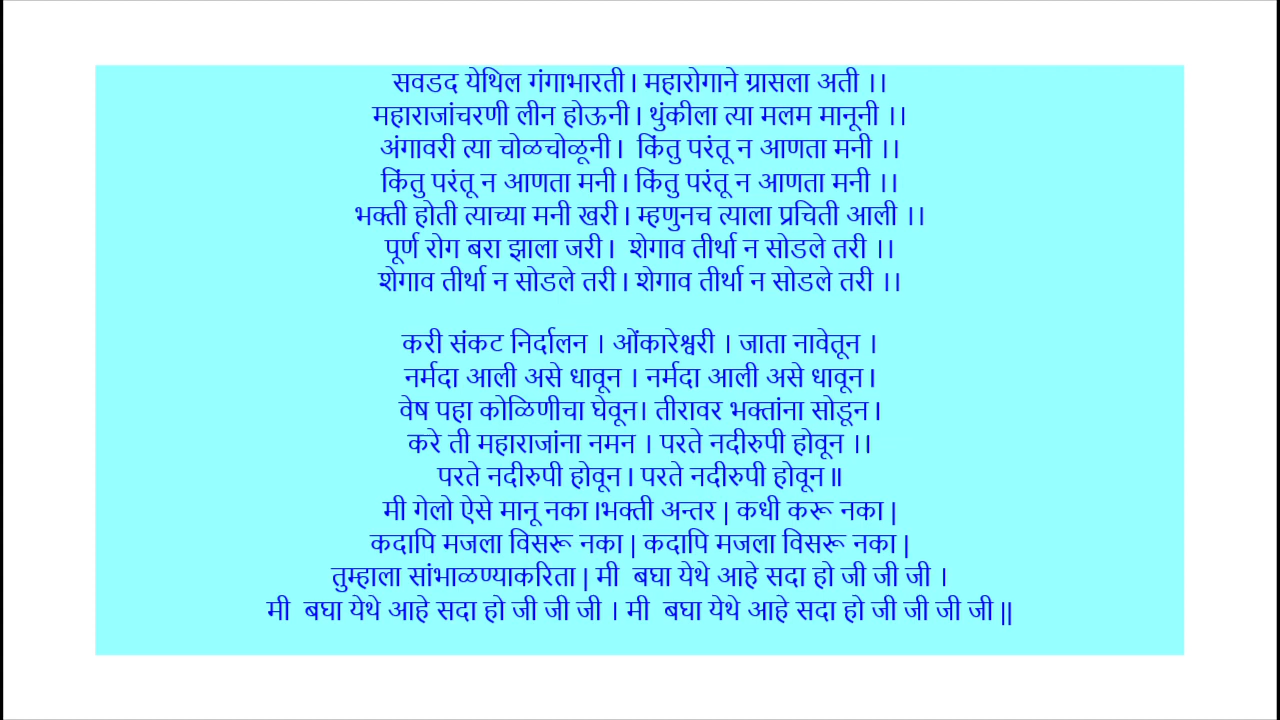 सवडद येथिल गंगाभारती। महारोगाने ग्रासला अती ।।
महाराजांचरणी लीन होऊनी। थुंकीला त्या मलम मानूनी ।।
अंगावरी त्या चोळचोळूनी।  किंतु परंतू न आणता मनी ।।
किंतु परंतू न आणता मनी। किंतु परंतू न आणता मनी ।।
भक्ती होती त्याच्या मनी खरी। म्हणुनच त्याला प्रचिती आली ।।
पूर्ण रोग बरा झाला जरी।  शेगाव तीर्था न सोडले तरी ।।
शेगाव तीर्था न सोडले तरी। शेगाव तीर्था न सोडले तरी ।।
करी संकट निर्दालन । ओंकारेश्वरी । जाता नावेतून ।
नर्मदा आली असे धावून । नर्मदा आली असे धावून।
वेष पहा कोळिणीचा घेवून। तीरावर भक्तांना सोडून।
करे ती महाराजांना नमन । परते नदीरुपी होवून ।।
परते नदीरुपी होवून। परते नदीरुपी होवून॥
मी गेलो ऐसे मानू नका ।भक्ती अन्तर | कधी करू नका |
कदापि मजला विसरू नका | कदापि मजला विसरू नका |
तुम्हाला सांभाळण्याकरिता | मी  बघा येथे आहे सदा हो जी जी जी ।
मी  बघा येथे आहे सदा हो जी जी जी । मी  बघा येथे आहे सदा हो जी जी जी जी ||